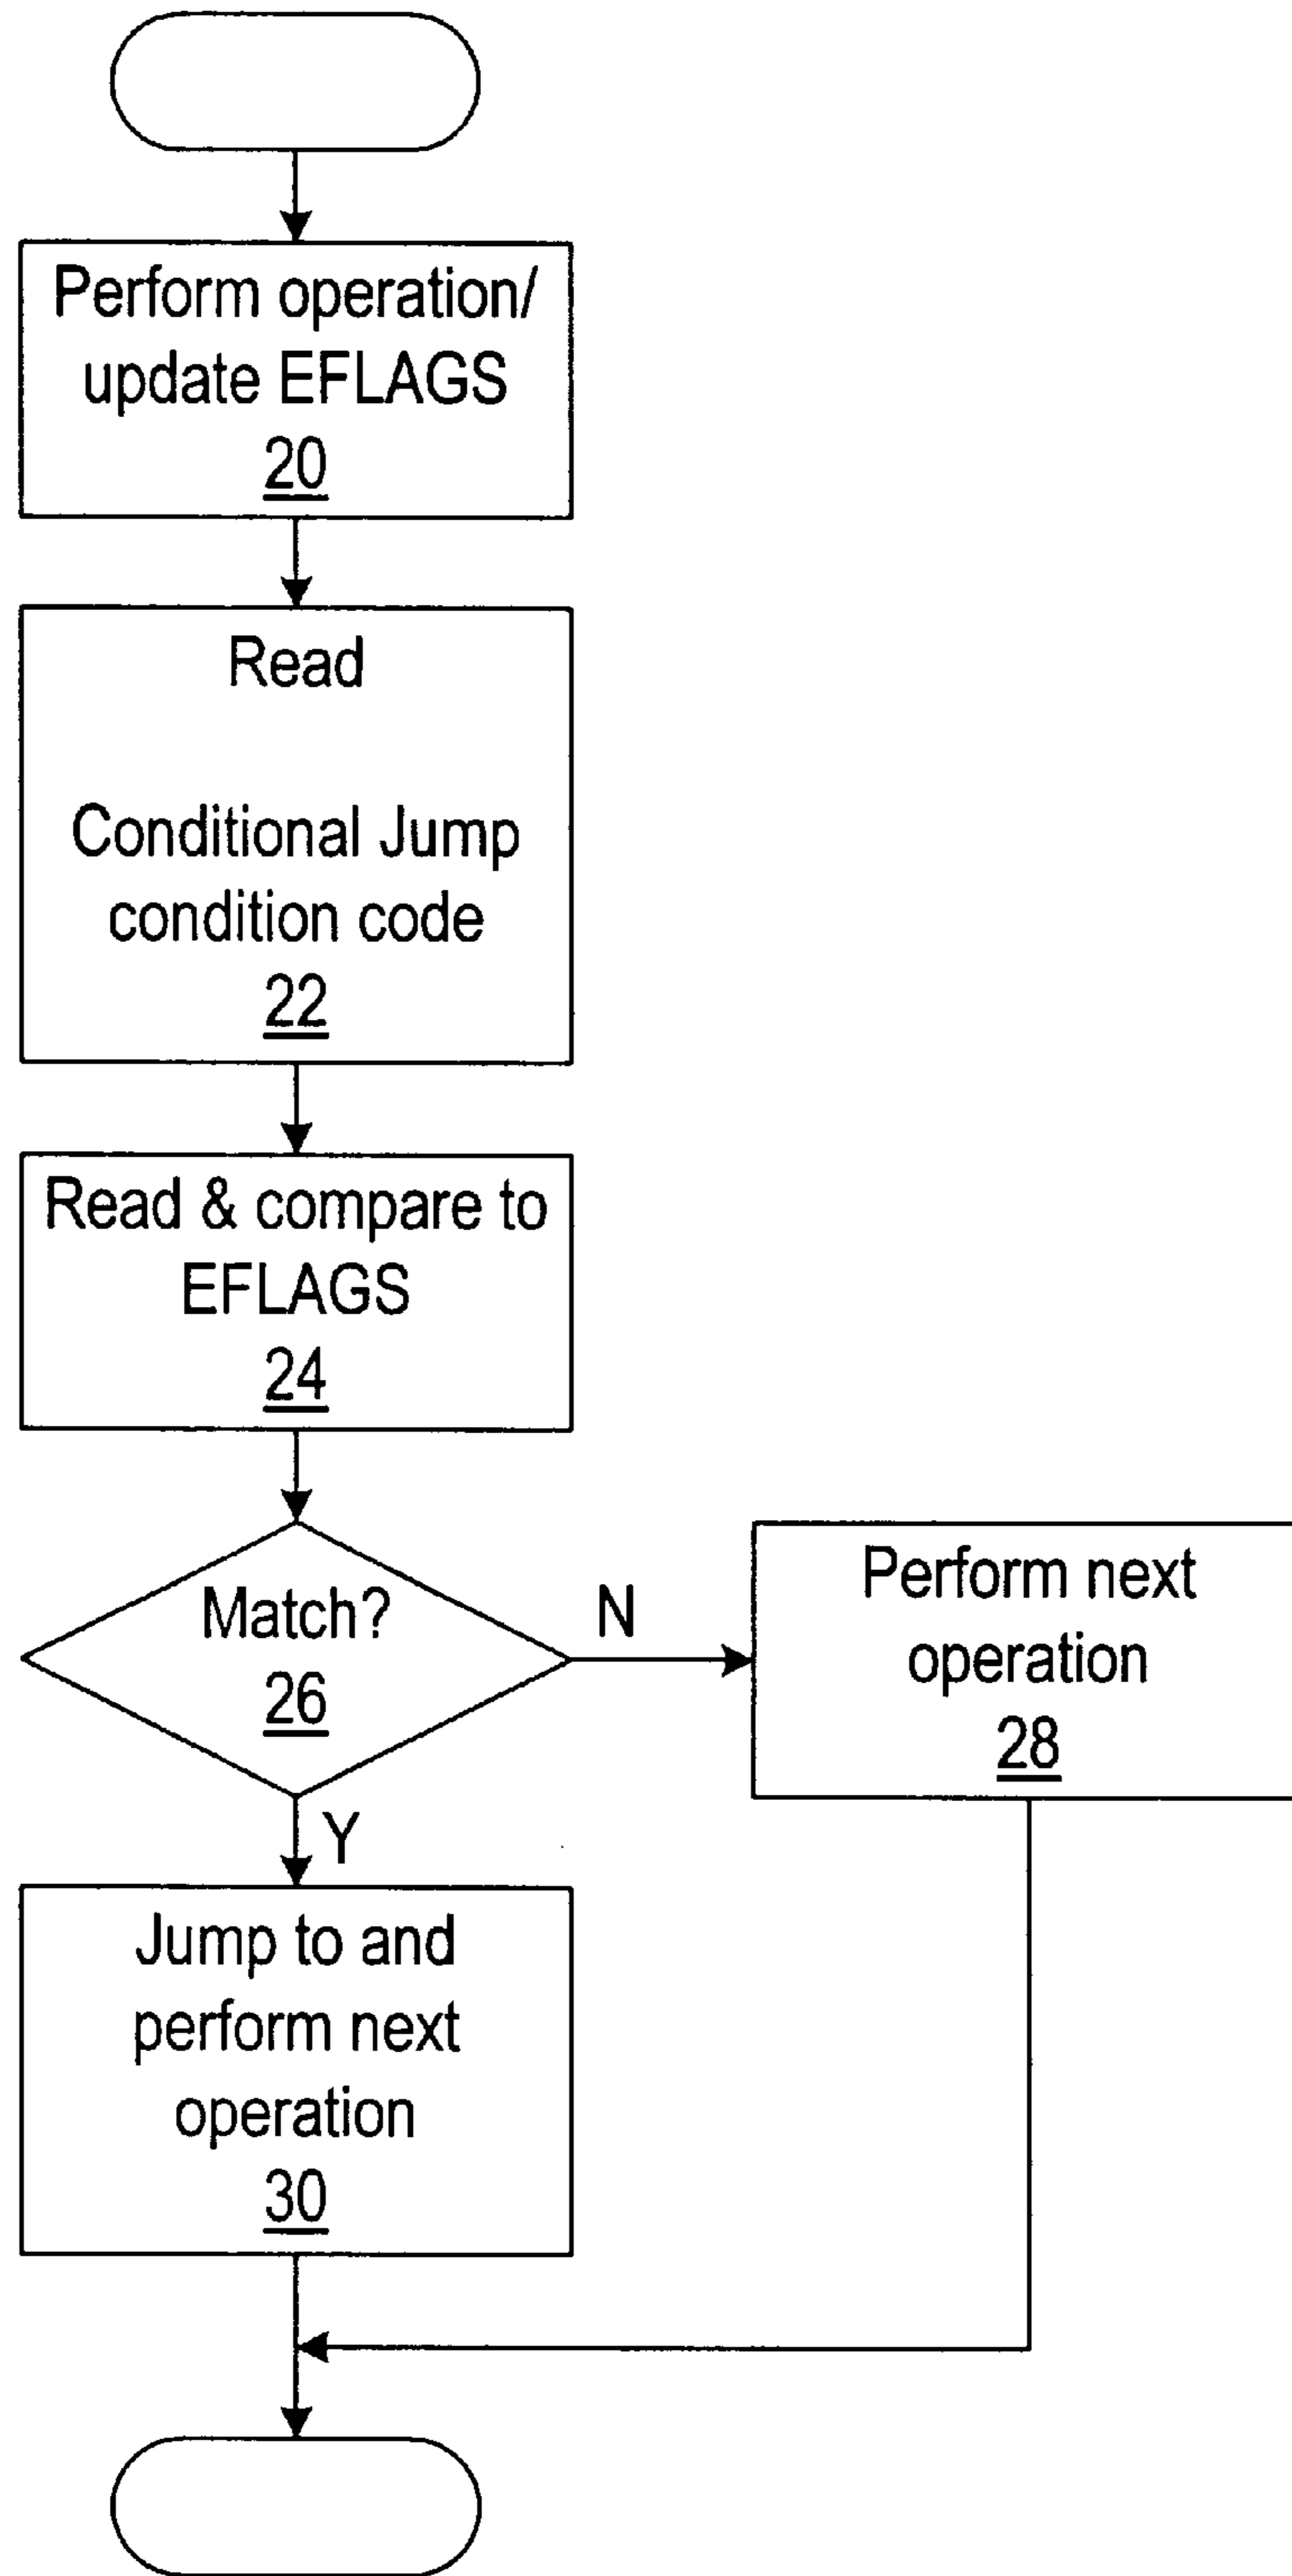 Perform operation/
update EFLAGS
20
Read
Conditional Jump
condition code
22
Read & compare to
EFLAGS
24
Match?
26
N
Perform next
operation
28
Y
Jump to and
perform next
operation
30